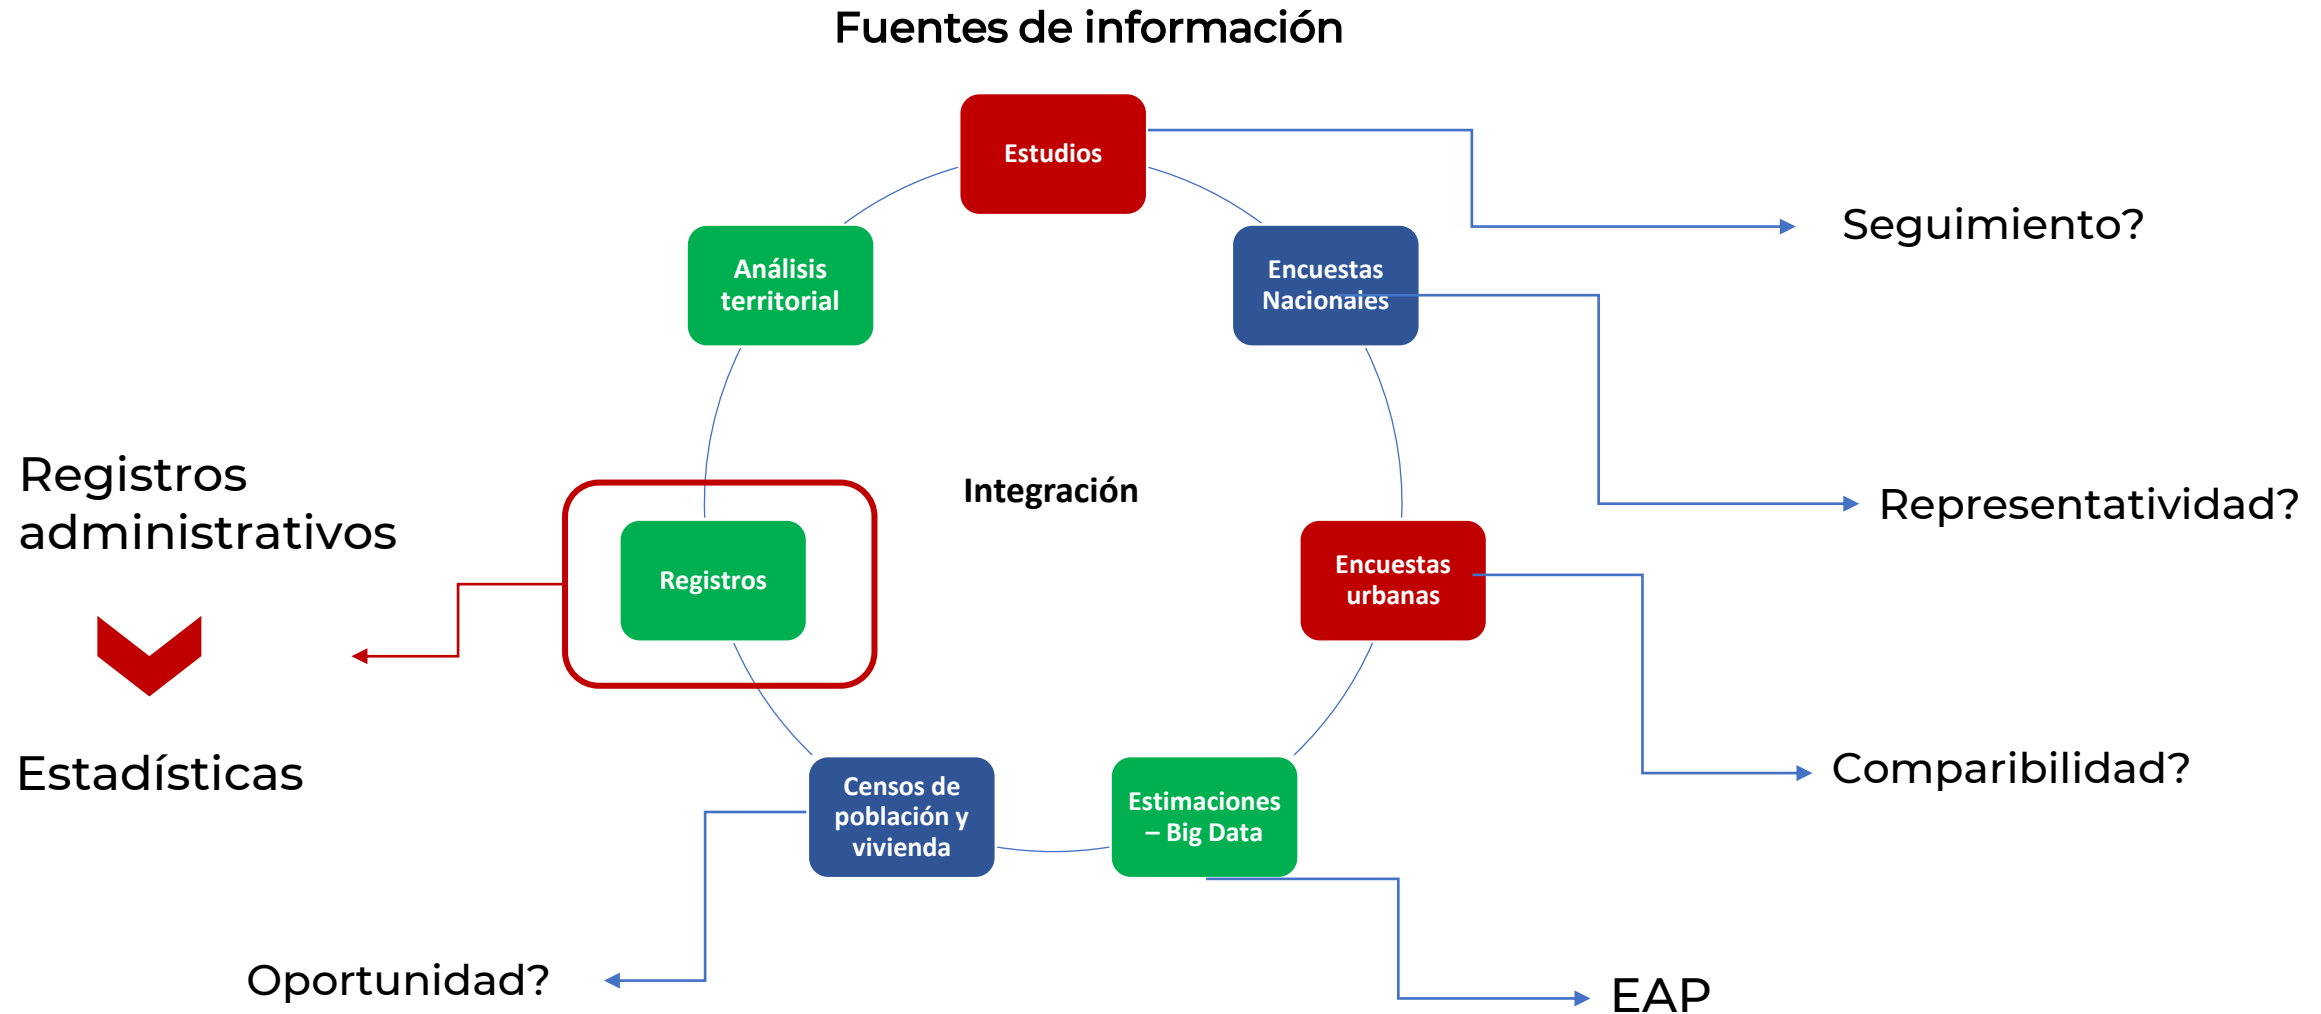 Fuentes de información
Estudios
Seguimiento?
Análisis
territorial
Encuestas
Nacionales
Registros
administrativos
Integración
Representatividad?
Registros
Encuestas
urbanas
Estadísticas
Censos de
población y
vivienda
Estimaciones
– Big Data
Comparibilidad?
Oportunidad?
EAP